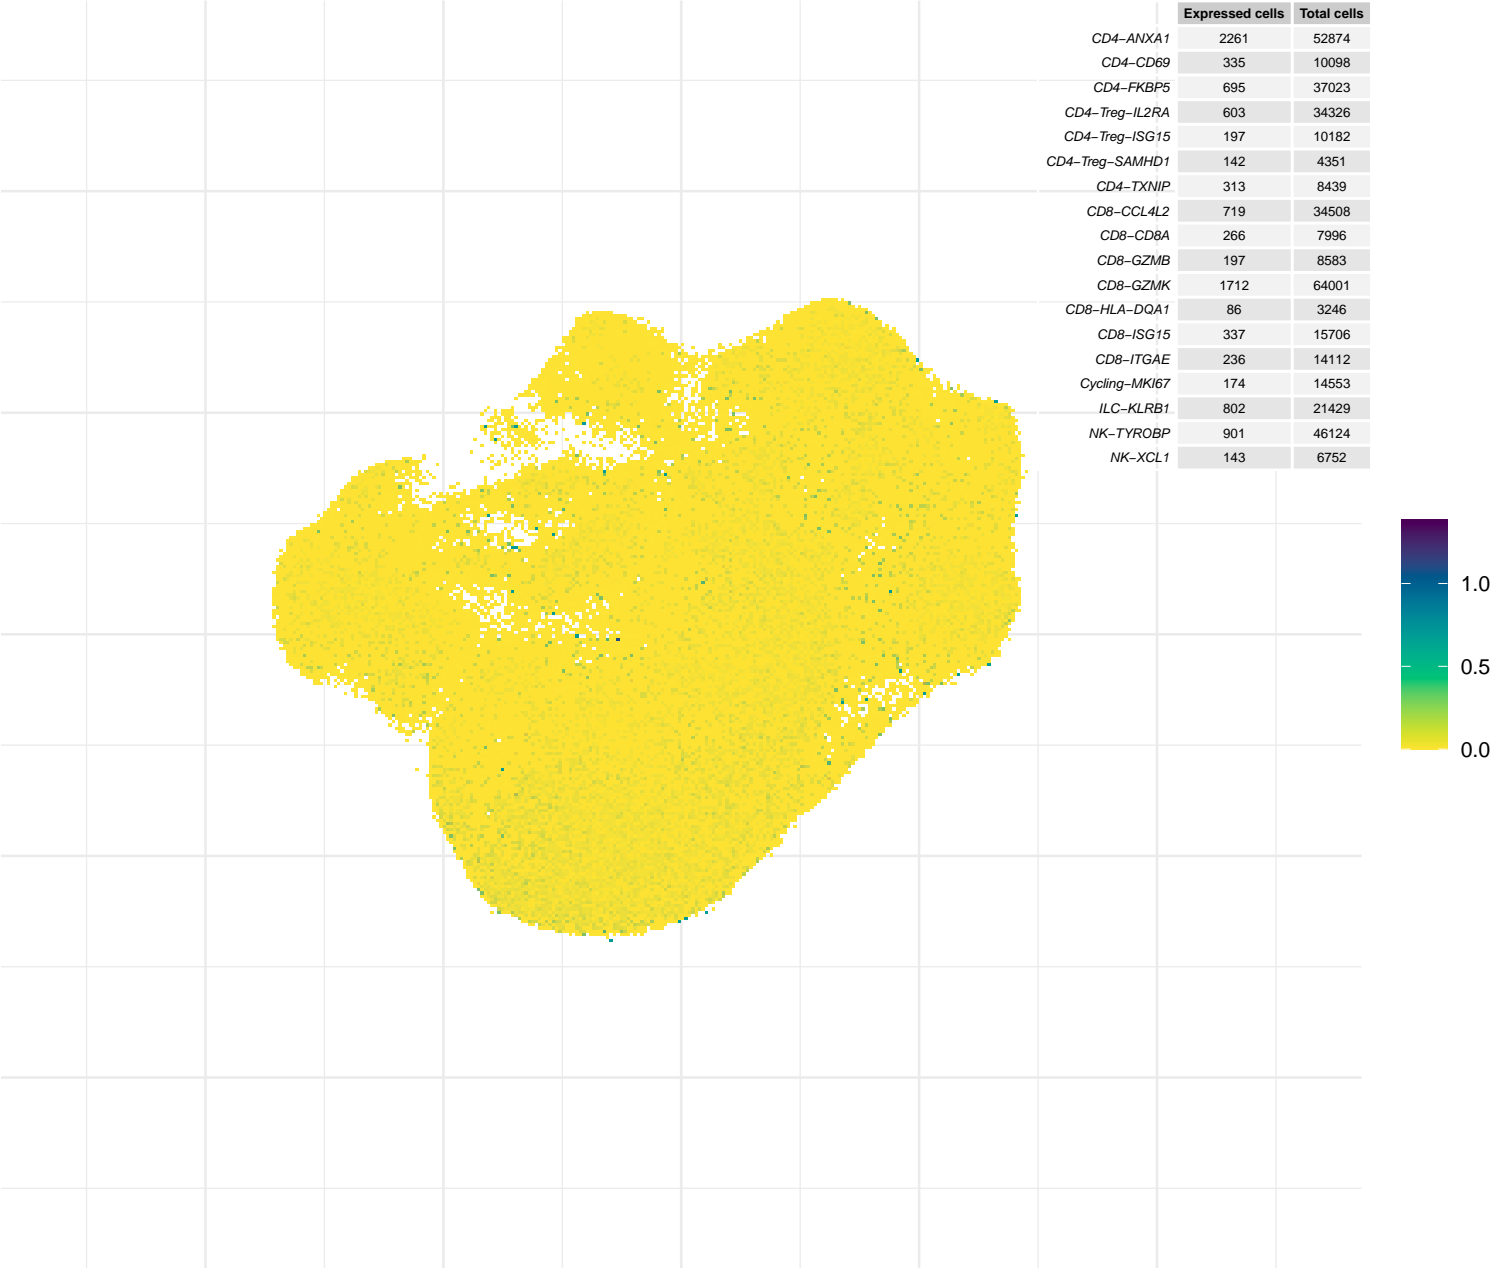 Expressed cells Total cells
CD4−ANXA1 2261 52874
CD4−CD69 335 10098
CD4−FKBP5 695 37023
CD4−Treg−IL2RA 603 34326
CD4−Treg−ISG15 197 10182
CD4−Treg−SAMHD1 142 4351
CD4−TXNIP 313 8439
CD8−CCL4L2 719 34508
CD8−CD8A 266 7996
CD8−GZMB 197 8583
CD8−GZMK 1712 64001
CD8−HLA−DQA1 86 3246
CD8−ISG15 337 15706
CD8−ITGAE 236 14112
Cycling−MKI67 174 14553
ILC−KLRB1 802 21429
NK−TYROBP 901 46124
NK−XCL1 143 6752
1.0
0.5
0.0